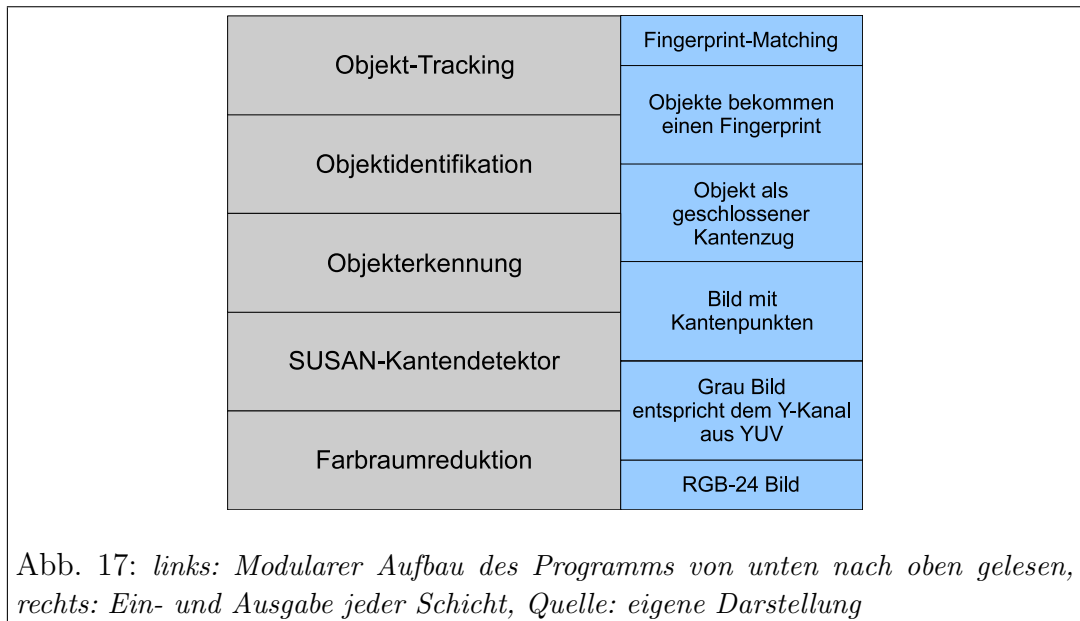 Objekt-Tracking
Objektidentifikation
Objekterkennung
SUSAN-Kantendetektor
Farbraumreduktion
Fingerprint-Matching
Objekte bekommen
einen Fingerprint
Objekt als
geschlossener
Kantenzug
Bild mit
Kantenpunkten
Grau Bild
entspricht dem Y-Kanal
aus YUV
RGB-24 Bild
Abb. 17: links: Modularer Aufbau des Programms von unten nach oben gelesen,
rechts: Ein- und Ausgabe jeder Schicht, Quelle: eigene Darstellung